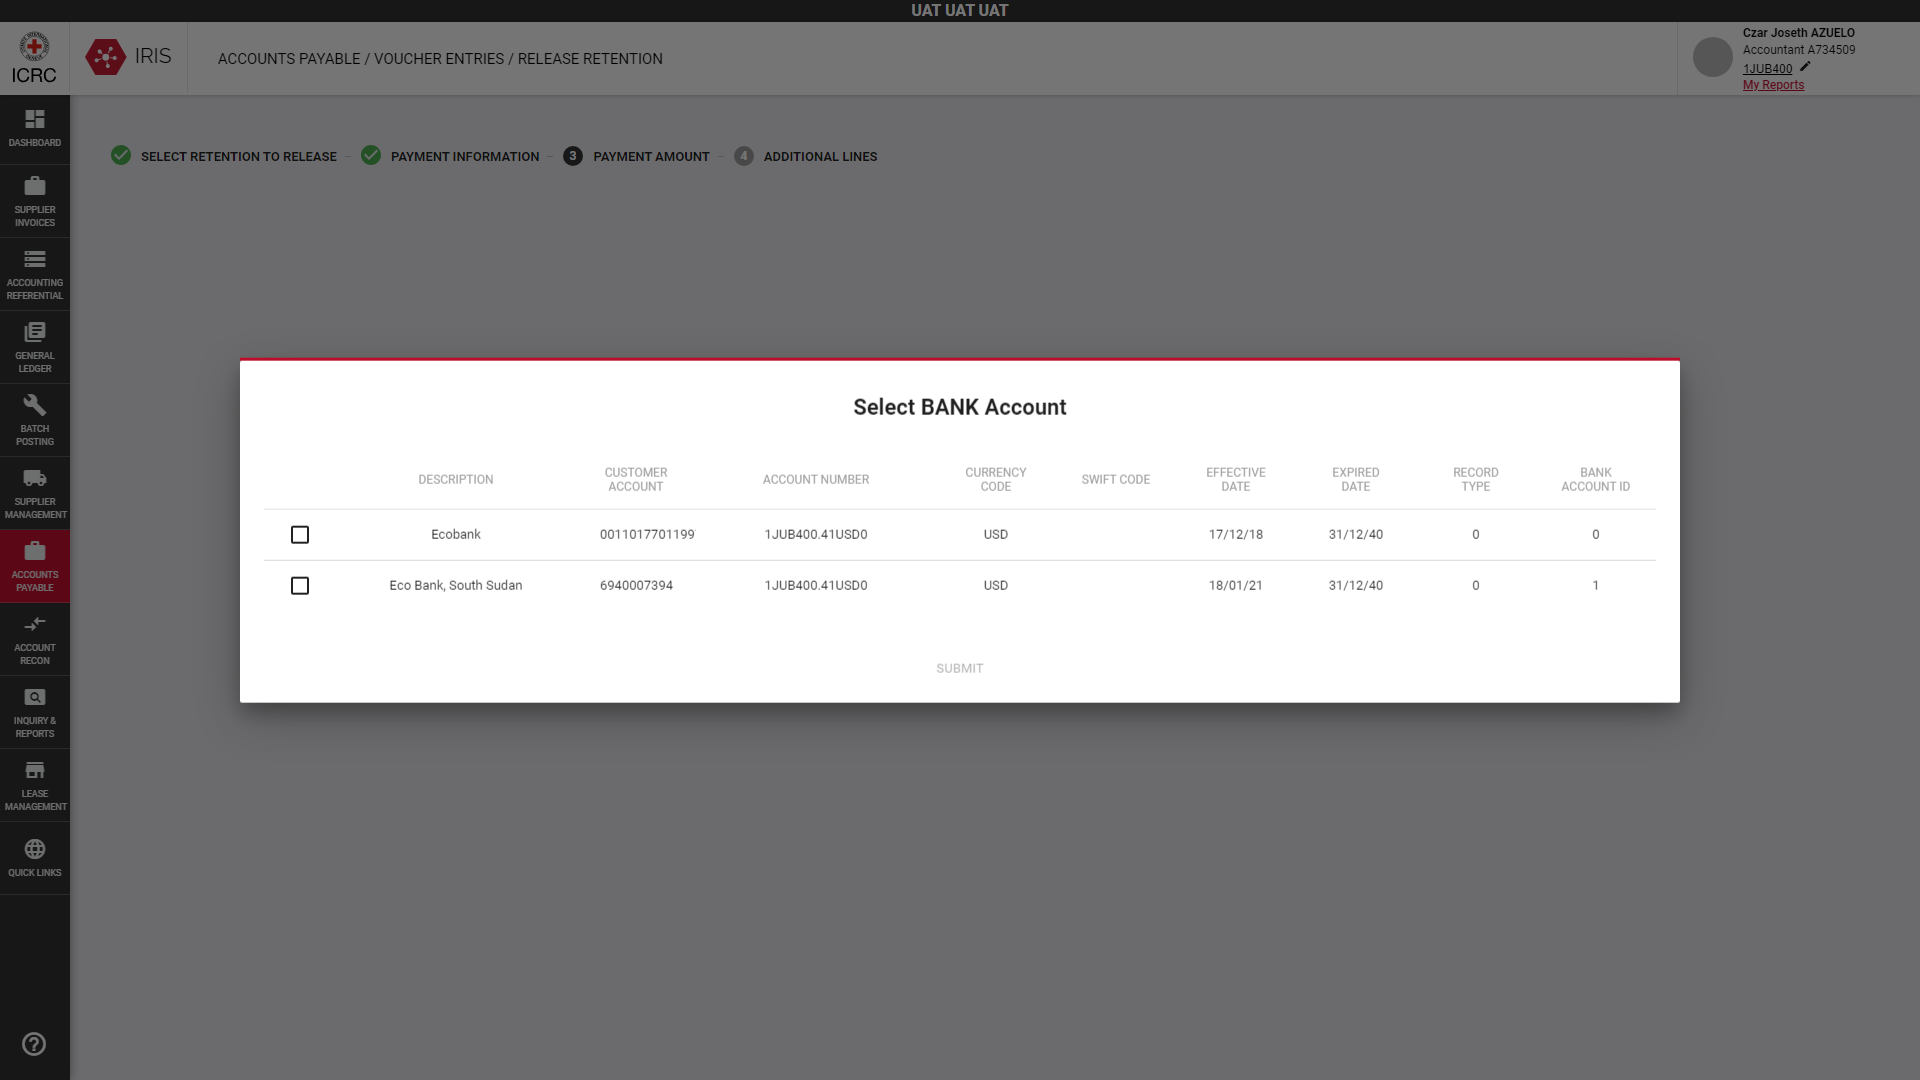 UAT UAT UAT
ICRC
IRIS
ACCOUNTS PAYABLE / VOUCHER ENTRIES / RELEASE RETENTION
Czar Joseth AZUELO
Accountant A734509
1JUB400
My Reports
DASHBOARD
SUPPLIER
INVOICES
ACCOUNTING
REFERENTIAL
GENERAL
LEDGER
BATCH
POSTING
SUPPLIER
MANAGEMENT
ACCOUNTS
PAYABLE
ACCOUNT
RECON
INQUIRY &
REPORTS
LEASE
MANAGEMENT
QUICK LINKS
SELECT RETENTION TO RELEASE
PAYMENT INFORMATION
3 PAYMENT AMOUNT
4 ADDITIONAL LINES
Select BANK Account
DESCRIPTION CUSTOMER ACCOUNT ACCOUNT NUMBER CURRENCY CODE SWIFT CODE EFFECTIVE DATE EXPIRED DATE RECORD TYPE BANK ACCOUNT ID
Ecobank 0011017701199 1JUB400.41USD0 USD 17/12/18 31/12/40 0 0
Eco Bank, South Sudan 6940007394 1JUB400.41USD0 USD 18/01/21 31/12/40 0 1
SUBMIT